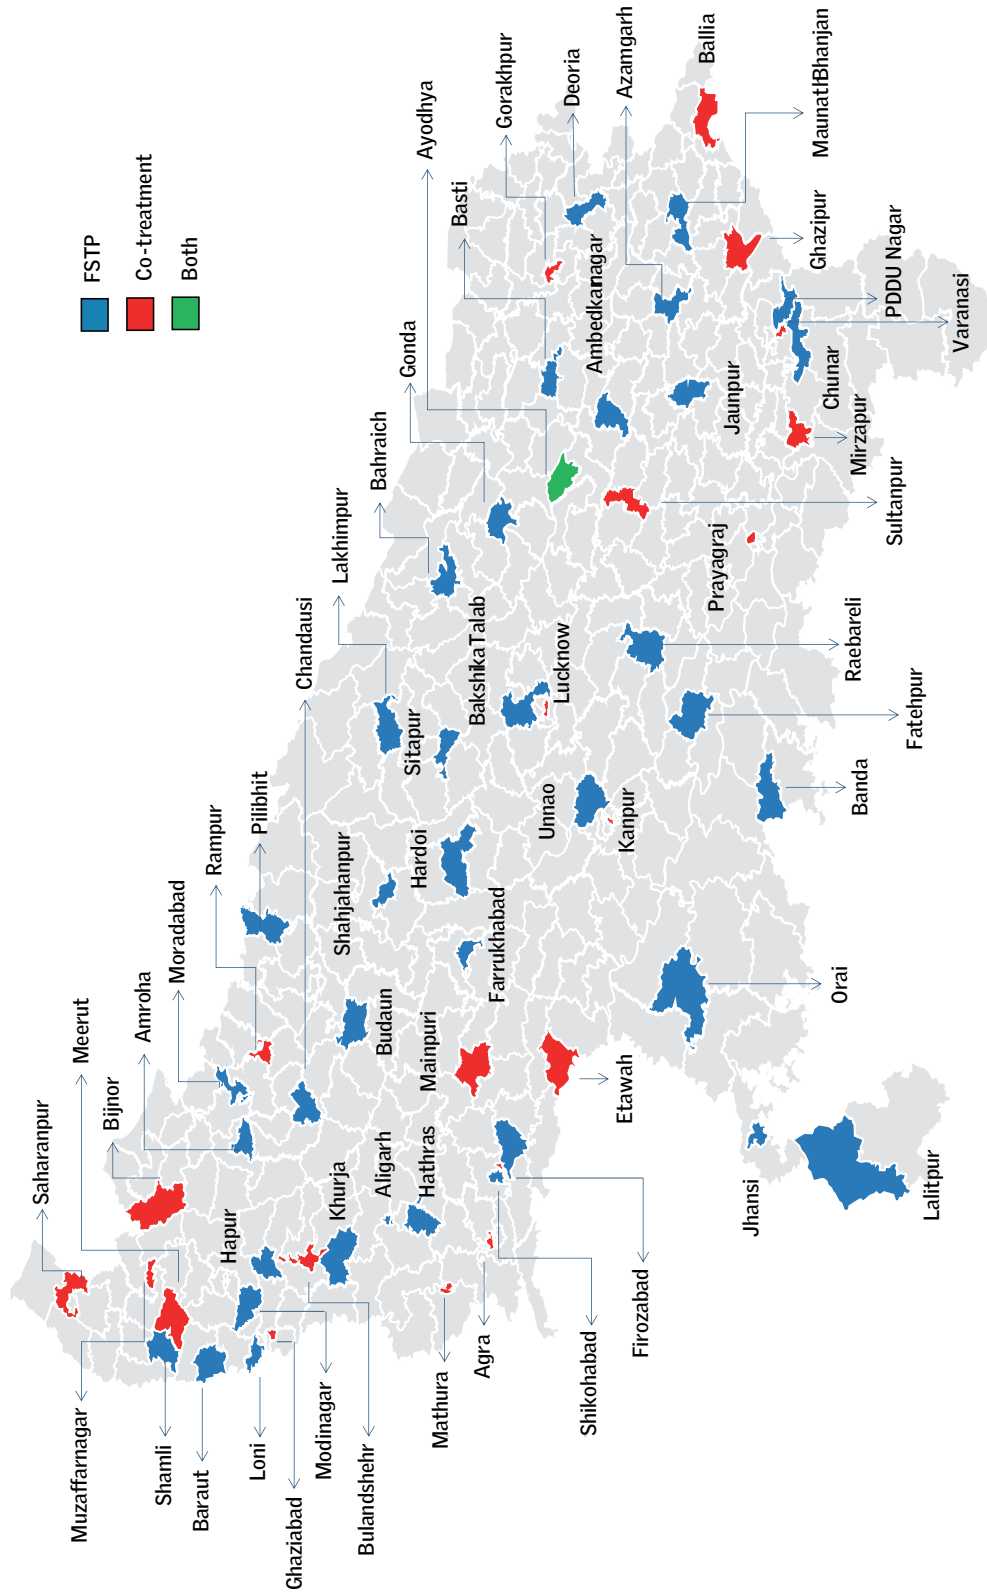 FSTP
Co-treatment
Both
Saharanpur
Meerut
Bijnor
Amroha
Moradabad
Rampur
Pilibhit
Chandausi
Lakhimpur
Bahraich
Gonda
Ayodhya
Basti
Gorakhpur
Deoria
Azamgarh
Ballia
MaunathBhanjan
Ghazipur
PDDU Nagar
Varanasi
Chunar
Mirzapur
Jaunpur
Ambedkarnagar
Sultanpur
Prayagraj
Raebareli
Fatehpur
Banda
Bakshika Talab
Lucknow
Sitapur
Unnao
Kanpur
Hardoi
Shahjahanpur
Farrukhabad
Budaun
Mainpuri
Etawah
Orai
Jhansi
Lalitpur
Hapur
Khurja
Aligarh
Hathras
Firozabad
Shikohabad
Agra
Mathura
Bulandshehr
Modinagar
Ghaziabad
Loni
Baraut
Shamli
Muzaffarnagar